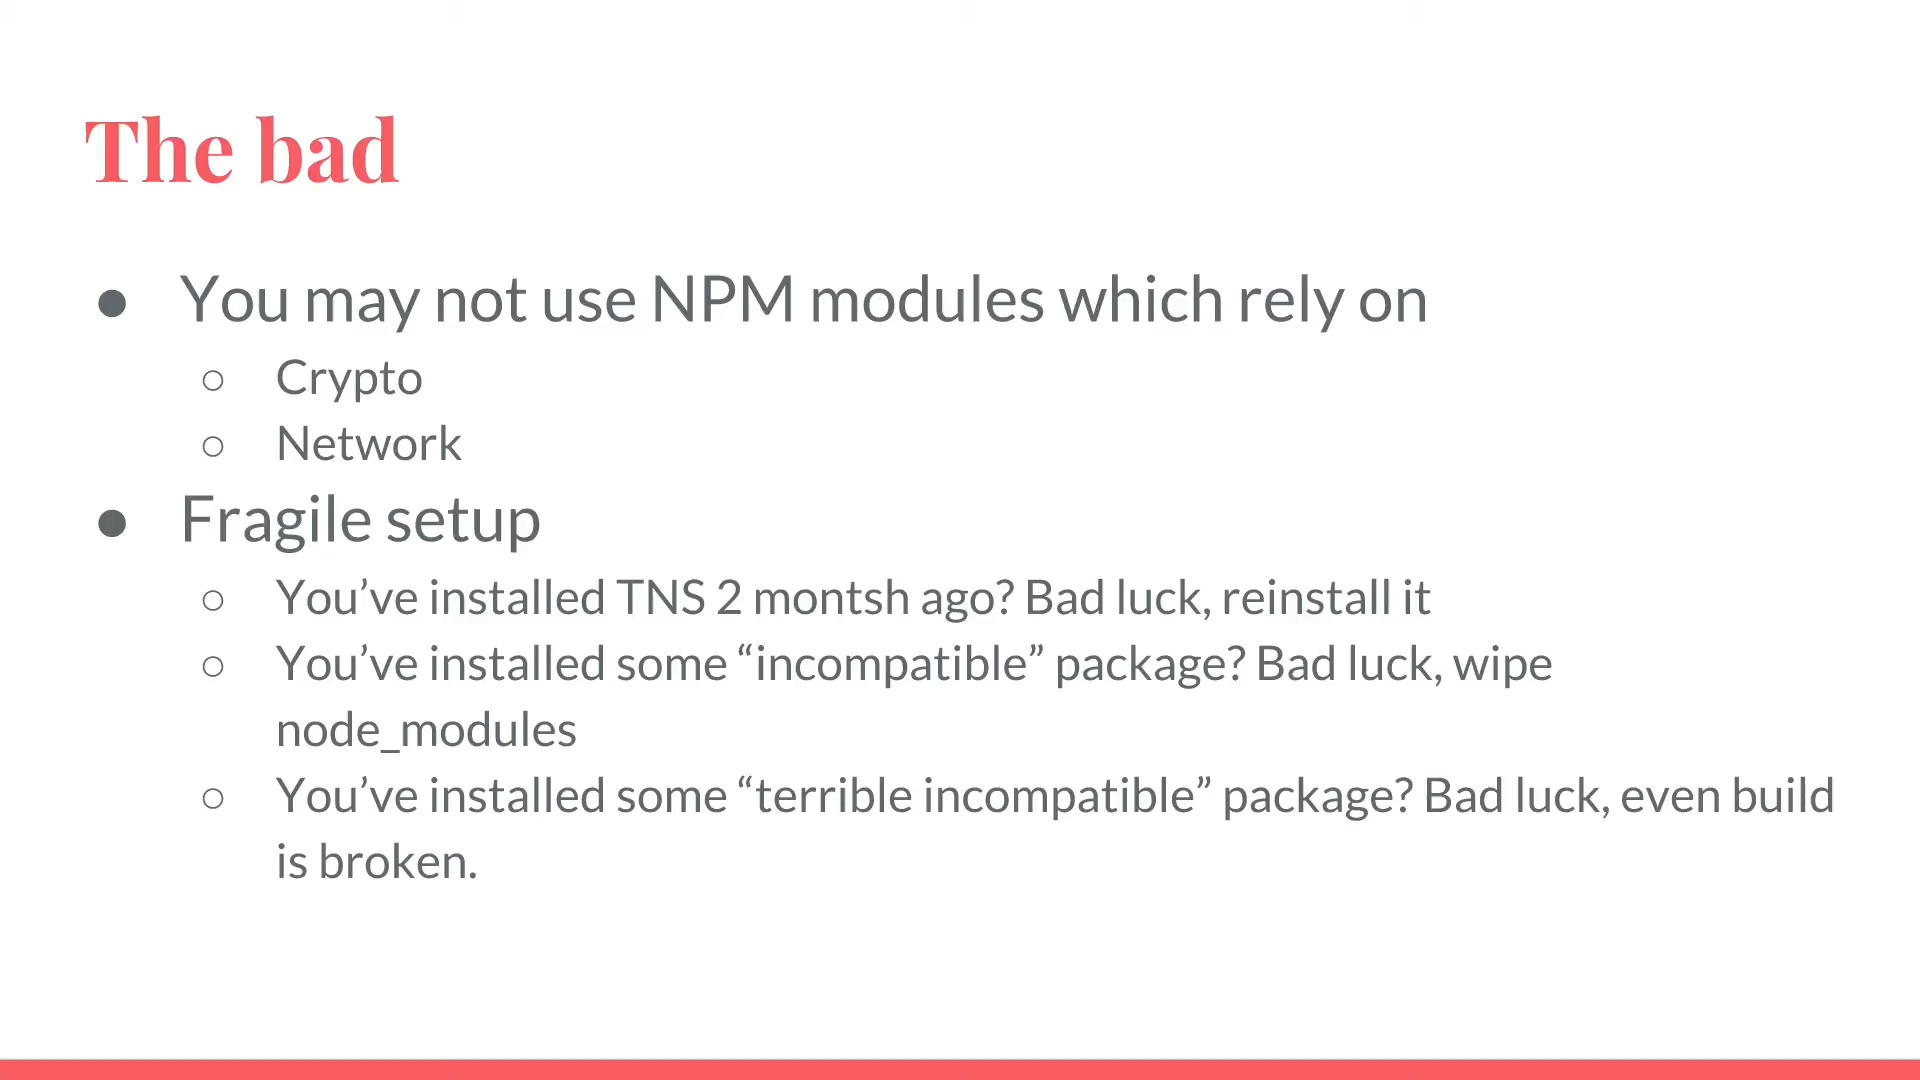 The bad
● You may not use NPM modules which rely on
○ Crypto
○ Network
● Fragile setup
○ You’ve installed TNS 2 montsh ago? Bad luck, reinstall it
○ You’ve installed some “incompatible” package? Bad luck, wipe
node_modules
○ You’ve installed some “terrible incompatible” package? Bad luck, even build
is broken.